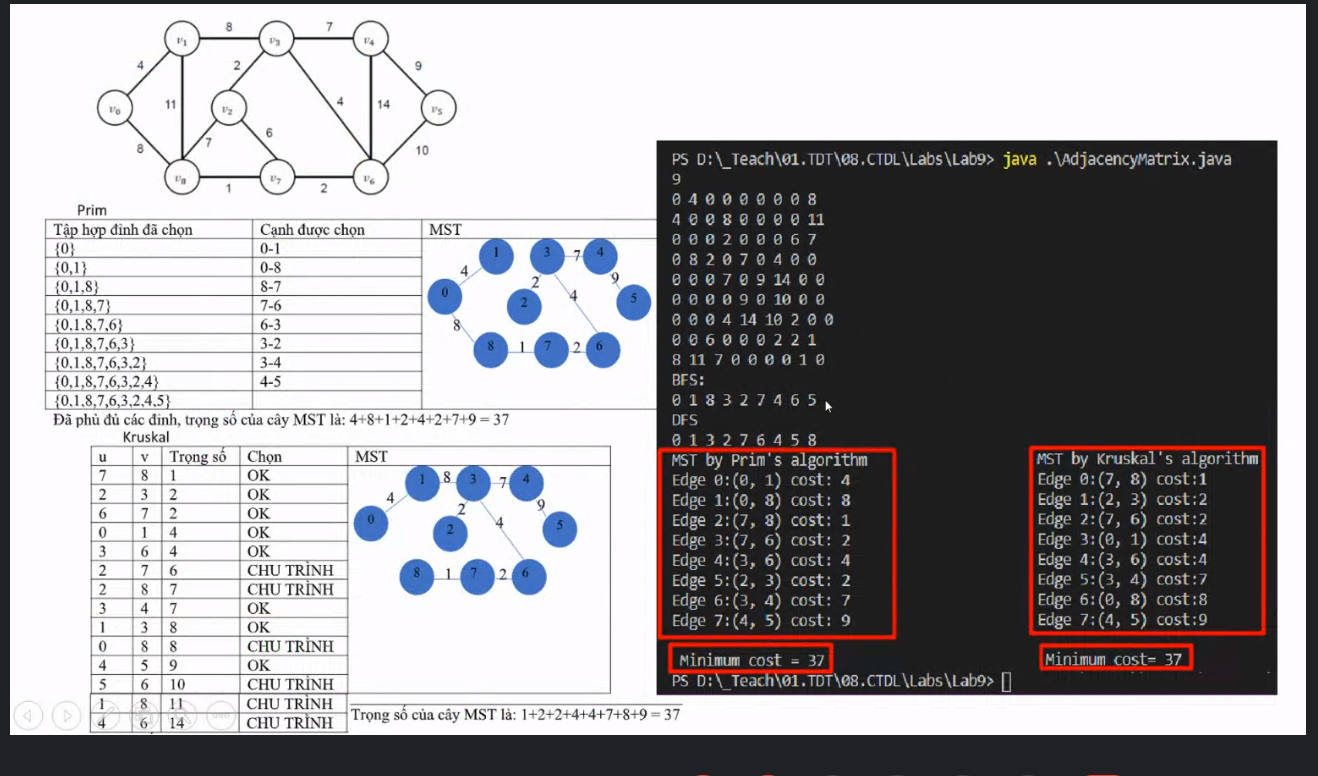 8
7
v₁
v₃
v₄
4
2
9
11
4
14
v₀
v₂
v₅
8
7
6
10
v₈
v₇
v₆
1
2
Prim
Tập hợp đỉnh đã chọn Cạnh được chọn MST
{0} 0-1
{0,1} 0-8
{0,1,8} 8-7
{0,1,8,7} 7-6
{0,1,8,7,6} 6-3
{0,1,8,7,6,3} 3-2
{0,1,8,7,6,3,2} 3-4
{0,1,8,7,6,3,2,4} 4-5
{0,1,8,7,6,3,2,4,5}
1 3 7 4
4
2 9
0 2 4 5
8
8 1 7 2 6
Đã phủ đủ các đỉnh, trọng số của cây MST là: 4+8+1+2+4+2+7+9 = 37
Kruskal
u v Trọng số Chọn MST
7 8 1 OK
2 3 2 OK
6 7 2 OK
0 1 4 OK
3 6 4 OK
2 7 6 CHU TRÌNH
2 8 7 CHU TRÌNH
3 4 7 OK
1 3 8 OK
0 8 8 CHU TRÌNH
4 5 9 OK
5 6 10 CHU TRÌNH
1 8 11 CHU TRÌNH
4 6 14 CHU TRÌNH
1 8 3 7 4
4
2 9
0 2 4 5
8 1 7 2 6
Trọng số của cây MST là: 1+2+2+4+4+7+8+9 = 37
PS D:\_Teach\01.TDT\08.CTDL\Labs\Lab9> java .\AdjacencyMatrix.java
9
0 4 0 0 0 0 0 0 8
4 0 0 8 0 0 0 0 11
0 0 0 2 0 0 0 6 7
0 8 2 0 7 0 4 0 0
0 0 0 7 0 9 14 0 0
0 0 0 0 9 0 10 0 0
0 0 0 4 14 10 2 0 0
0 0 6 0 0 0 2 2 1
8 11 7 0 0 0 0 1 0
BFS:
0 1 8 3 2 7 4 6 5
DFS
0 1 3 2 7 6 4 5 8
MST by Prim's algorithm
Edge 0:(0, 1) cost: 4
Edge 1:(0, 8) cost: 8
Edge 2:(7, 8) cost: 1
Edge 3:(7, 6) cost: 2
Edge 4:(3, 6) cost: 4
Edge 5:(2, 3) cost: 2
Edge 6:(3, 4) cost: 7
Edge 7:(4, 5) cost: 9
Minimum cost = 37
MST by Kruskal's algorithm
Edge 0:(7, 8) cost:1
Edge 1:(2, 3) cost:2
Edge 2:(7, 6) cost:2
Edge 3:(0, 1) cost:4
Edge 4:(3, 6) cost:4
Edge 5:(3, 4) cost:7
Edge 6:(0, 8) cost:8
Edge 7:(4, 5) cost:9
Minimum cost= 37
PS D:\_Teach\01.TDT\08.CTDL\Labs\Lab9>